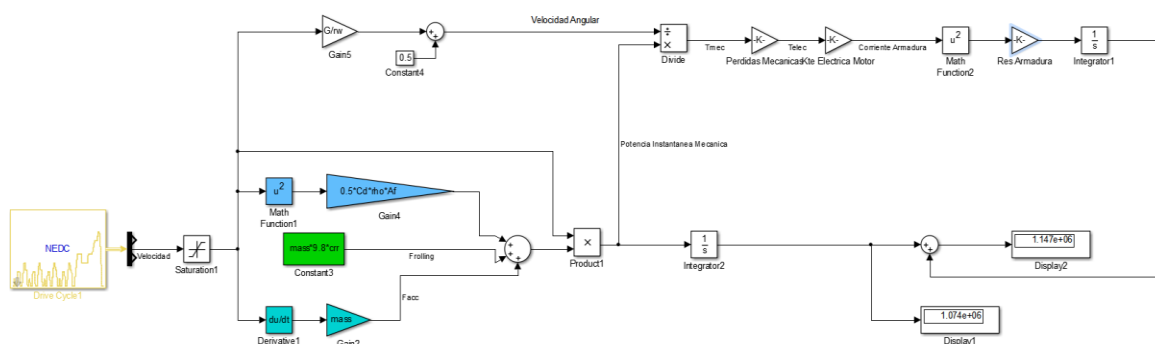 Velocidad Angular
G/rw
Gain5
0.5
Constant4
÷
×
Divide
Tmec
-K-
Perdidas Mecanicas
Telec
-K-
Kte Electrica Motor
Corriente Armadura
u²
Math
Function2
-K-
Res Armadura
1
s
Integrator1
Potencia Instantanea Mecanica
u²
Math
Function1
0.5*Cd*rho*Af
Gain4
NEDC
Drive Cycle1
Velocidad
Saturation1
mass*9.8*crr
Constant3
Frolling
×
Product1
1
s
Integrator2
1.147e+06
Display2
Facc
du/dt
Derivative1
mass
Gain2
1.074e+06
Display1